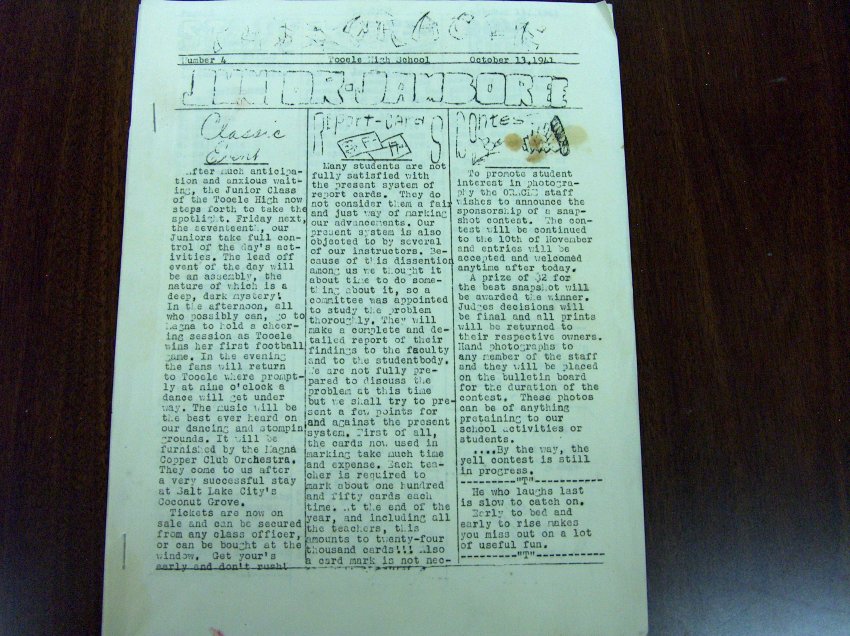 Number 4 Tooele High School October 13,1941
JUNIOR-JAMBOREE
Classic
Event
After much anticipa-
tion and anxious wait-
ing, the Junior Class
of the Tooele High now
steps forth to take the
spotlight. Friday next,
the seventeenth, our
Juniors take full con-
trol of the day's act-
ivities. The lead off
event of the day will
be an assembly, the
nature of which is a
deep, dark mystery!
In the afternoon, all
who possibly can, go to
Magna to hold a cheer-
ing session as Tooele
wins her first football
game. In the evening
the fans will return
to Tooele where prompt-
ly at nine o'clock a
dance will get under
way. The music will be
the best ever heard on
our dancing and stompin'
grounds. It will be
furnished by the Magna
Copper Club Orchestra.
They come to us after
a very successful stay
at Salt Lake City's
Coconut Grove.
Tickets are now on
sale and can be secured
from any class officer,
or can be bought at the
window. Get your's
early and don't rush!
REPORT-CARDS
Many students are not
fully satisfied with
the present system of
report cards. They do
not consider them a fair
and just way of marking
our advancements. Our
present system is also
objected to by several
of our instructors. Be-
cause of this dissention
among us we thought it
about time to do some-
thing about it, so a
committee was appointed
to study the problem
thoroughly. They will
make a complete and de-
tailed report of their
findings to the faculty
and to the studentbody.
We are not fully pre-
pared to discuss the
problem at this time
but we shall try to pre-
sent a few points for
and against the present
system. First of all,
the cards now used in
marking take much time
and expense. Each tea-
cher is required to
mark about one hundred
and fifty cards each
time. At the end of the
year, and including all
the teachers, this
amounts to twenty-four
thousand cards!!! Also
a card mark is not nec-
Contest
To promote student
interest in photogra-
phy the staff
wishes to announce the
sponsorship of a snap-
shot contest. The con-
test will be continued
to the 10th of November
and entries will be
accepted and welcomed
anytime after today.
A prize of $2 for
the best snapshot will
be awarded the winner.
Judges decisions will
be final and all prints
will be returned to
their respective owners.
Hand photographs to
any member of the staff
and they will be placed
on the bulletin board
for the duration of the
contest. These photos
can be of anything
pretaining to our
school activities or
students.
....By the way, the
yell contest is still
in progress.
------------"T"------------
He who laughs last
is slow to catch on.
Early to bed and
early to rise makes
you miss out on a lot
of useful fun.
------------"T"------------